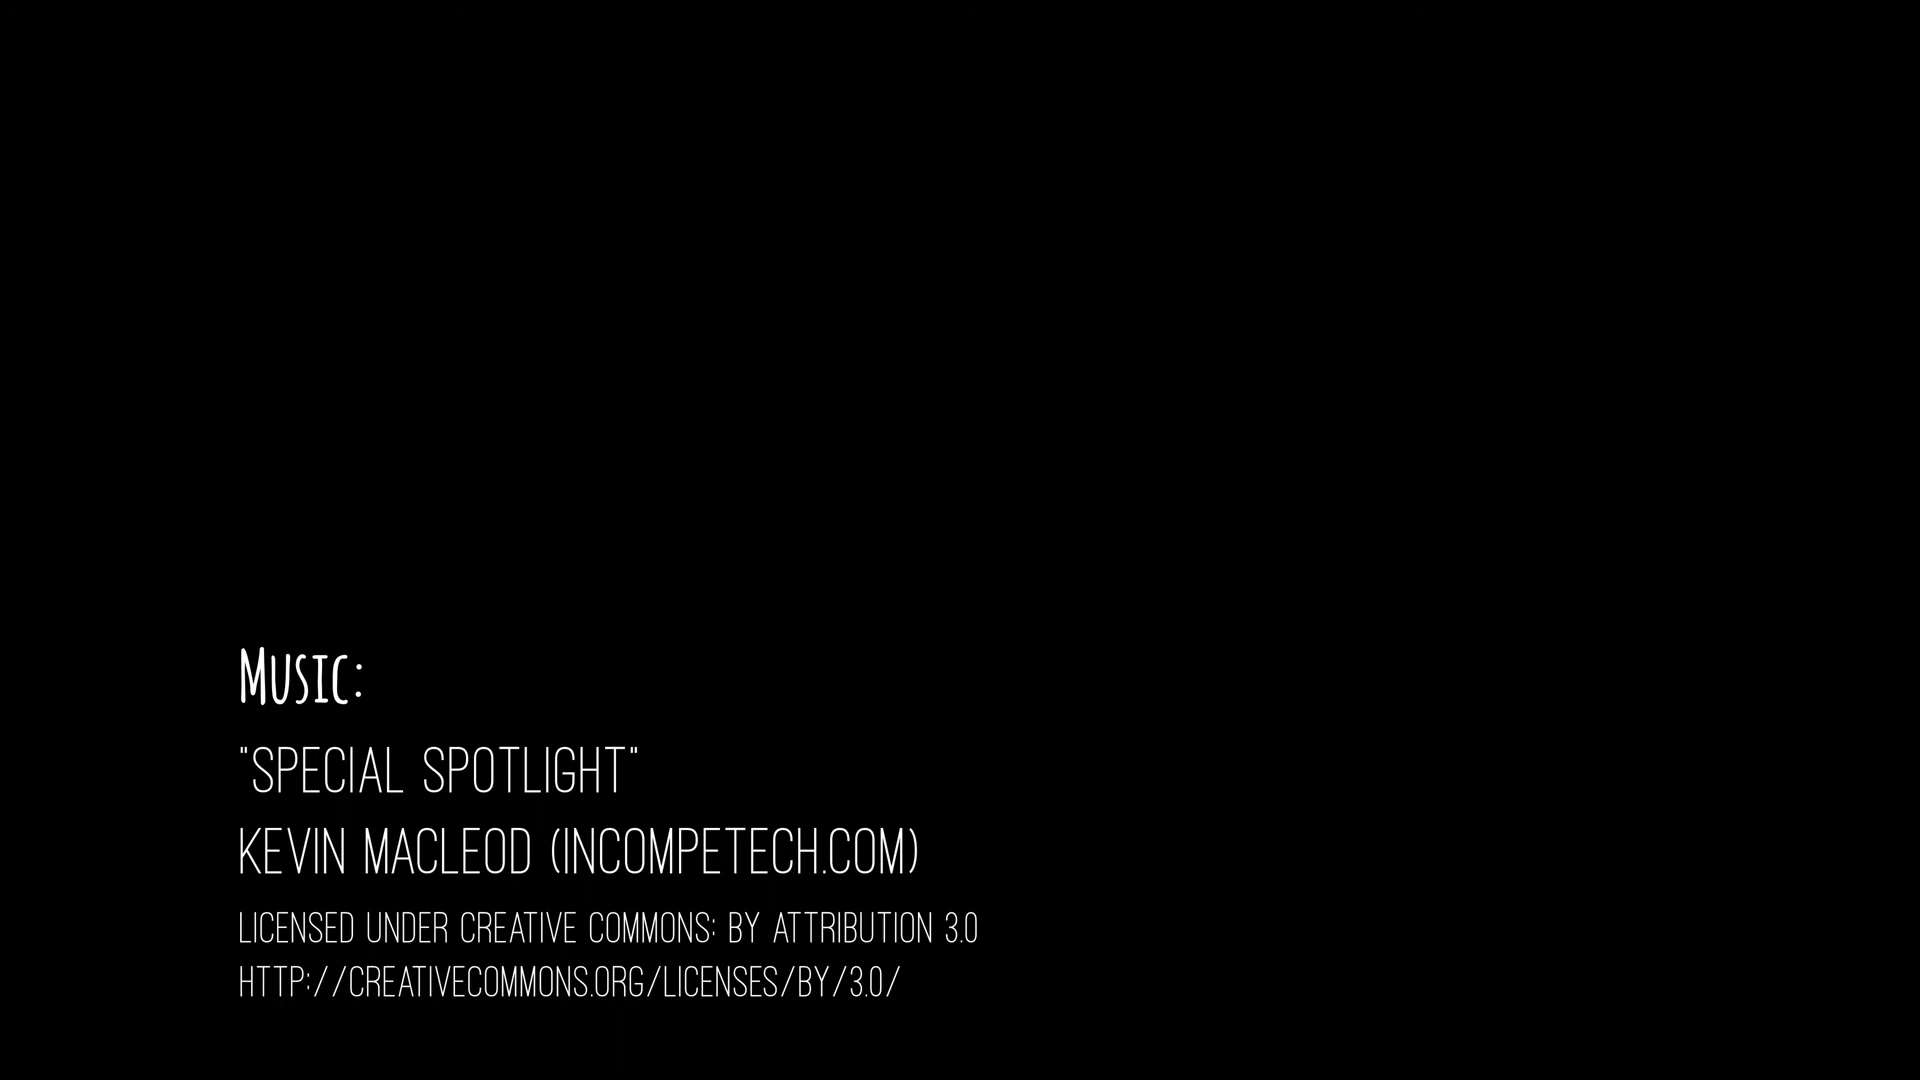 Music:
"SPECIAL SPOTLIGHT"
KEVIN MACLEOD (INCOMPETECH.COM)
LICENSED UNDER CREATIVE COMMONS: BY ATTRIBUTION 3.0
HTTP://CREATIVECOMMONS.ORG/LICENSES/BY/3.0/